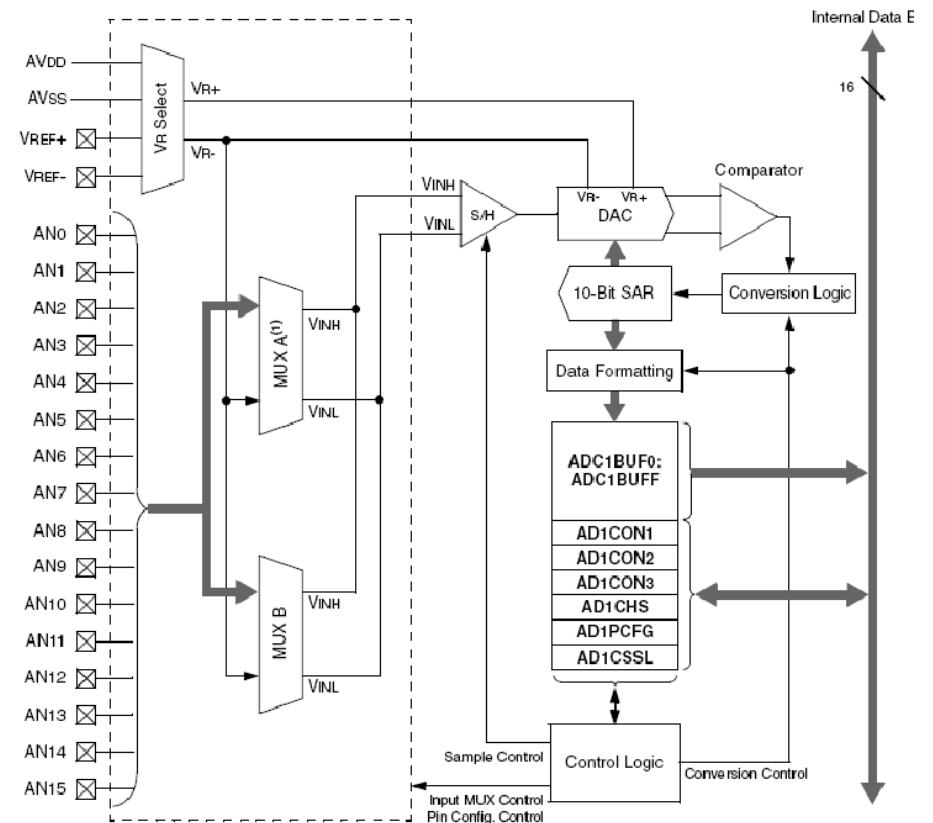 Internal Data B
16
AVDD
AVSS
VREF+
VREF-
VR Select
VR+
VR-
AN0
AN1
AN2
AN3
AN4
AN5
AN6
AN7
AN8
AN9
AN10
AN11
AN12
AN13
AN14
AN15
MUX A(1)
VINH
VINL
MUX B
VINH
VINL
VINH
VINL
S/H
VR- VR+
DAC
Comparator
10-Bit SAR
Conversion Logic
Data Formatting
ADC1BUF0:
ADC1BUFF
AD1CON1
AD1CON2
AD1CON3
AD1CHS
AD1PCFG
AD1CSSL
Sample Control
Control Logic
Conversion Control
Input MUX Control
Pin Config. Control